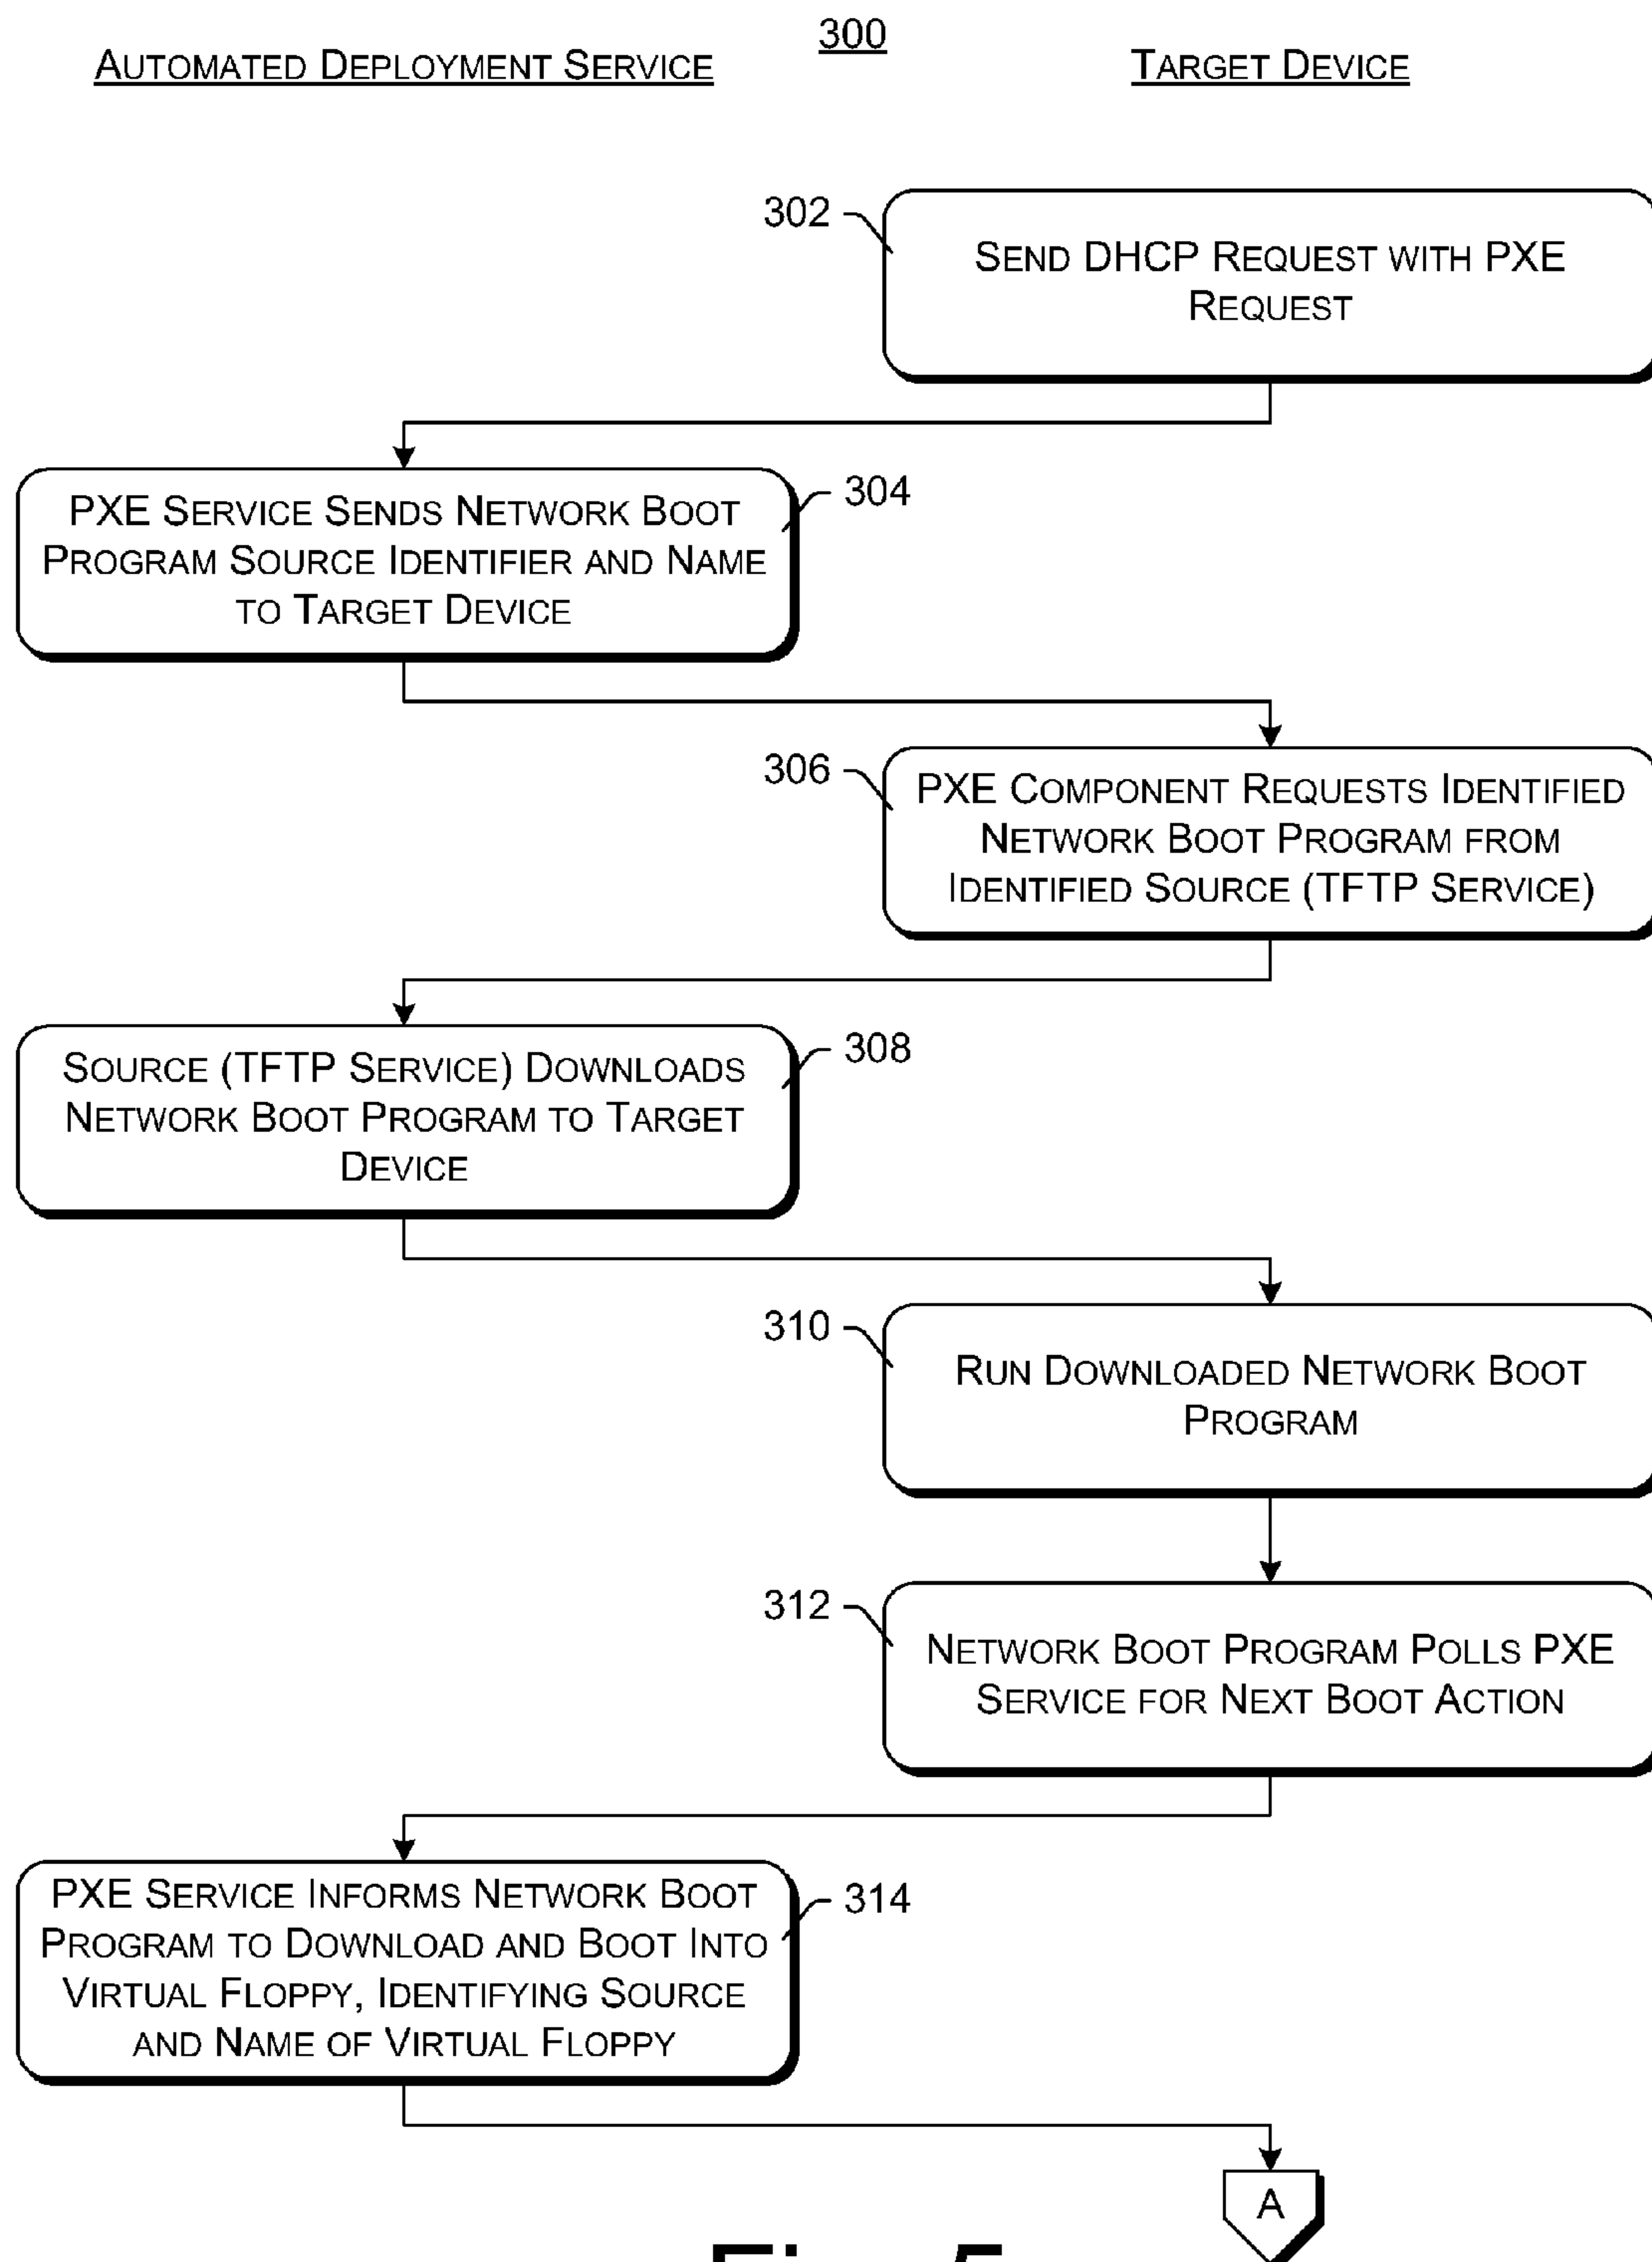 300
AUTOMATED DEPLOYMENT SERVICE
TARGET DEVICE
302
SEND DHCP REQUEST WITH PXE
REQUEST
PXE SERVICE SENDS NETWORK BOOT
PROGRAM SOURCE IDENTIFIER AND NAME
TO TARGET DEVICE
304
306
PXE COMPONENT REQUESTS IDENTIFIED
NETWORK BOOT PROGRAM FROM
IDENTIFIED SOURCE (TFTP SERVICE)
SOURCE (TFTP SERVICE) DOWNLOADS
NETWORK BOOT PROGRAM TO TARGET
DEVICE
308
310
RUN DOWNLOADED NETWORK BOOT
PROGRAM
312
NETWORK BOOT PROGRAM POLLS PXE
SERVICE FOR NEXT BOOT ACTION
PXE SERVICE INFORMS NETWORK BOOT
PROGRAM TO DOWNLOAD AND BOOT INTO
VIRTUAL FLOPPY, IDENTIFYING SOURCE
AND NAME OF VIRTUAL FLOPPY
314
A